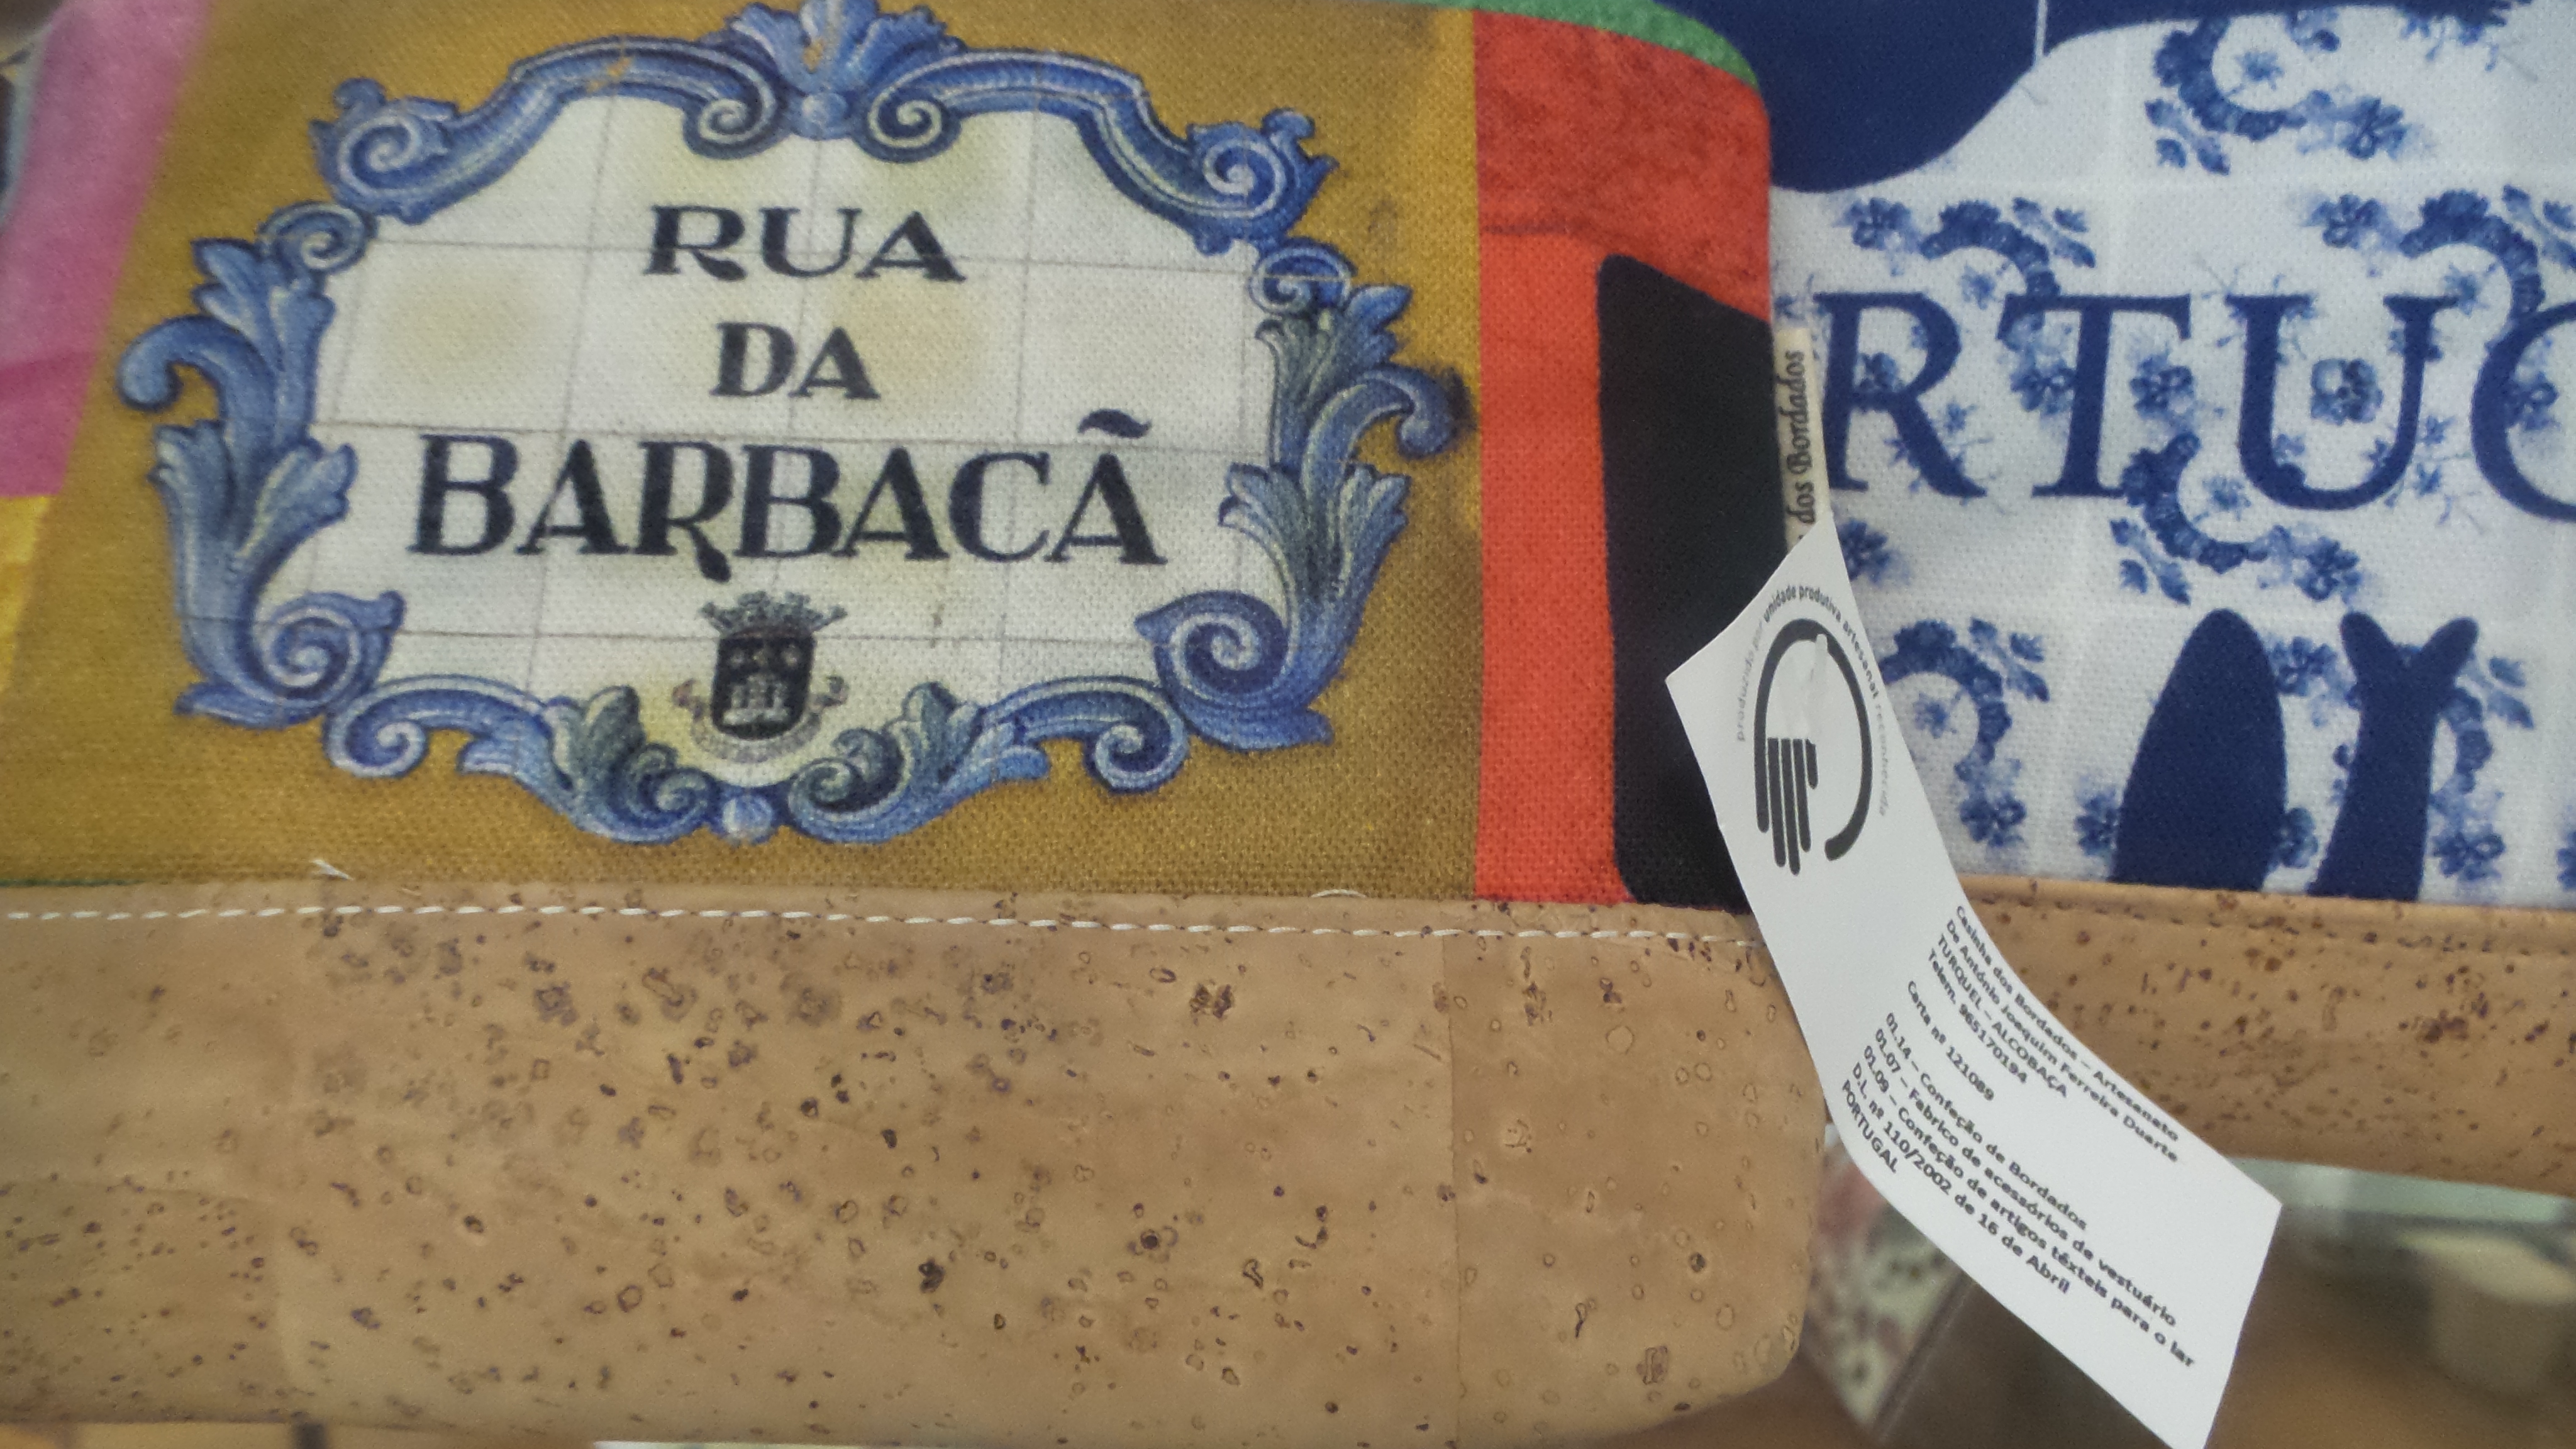 RUA
DA
BARBACÃ
RTUG
dos Bordados
produzido por unidade produtiva artesanal reconhecida
Casinha dos Bordados – Artesanato
De António Joaquim Ferreira Duarte
TURQUEL – ALCOBAÇA
Telem. 965170194
Carta nº 121089
01.14 – Confeção de Bordados
01.07 – Fabrico de acessórios de vestuário
01.09 – Confeção de artigos têxteis para o lar
D.L. nº 110/2002 de 16 de Abril
PORTUGAL